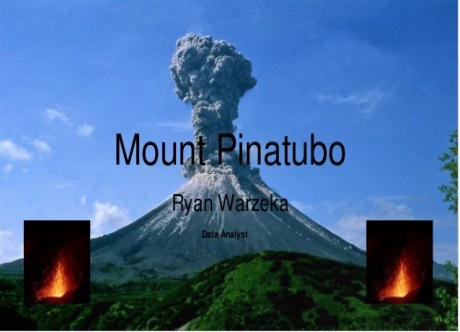 Mount Pinatubo
Ryan Warzeka
Data Analyst